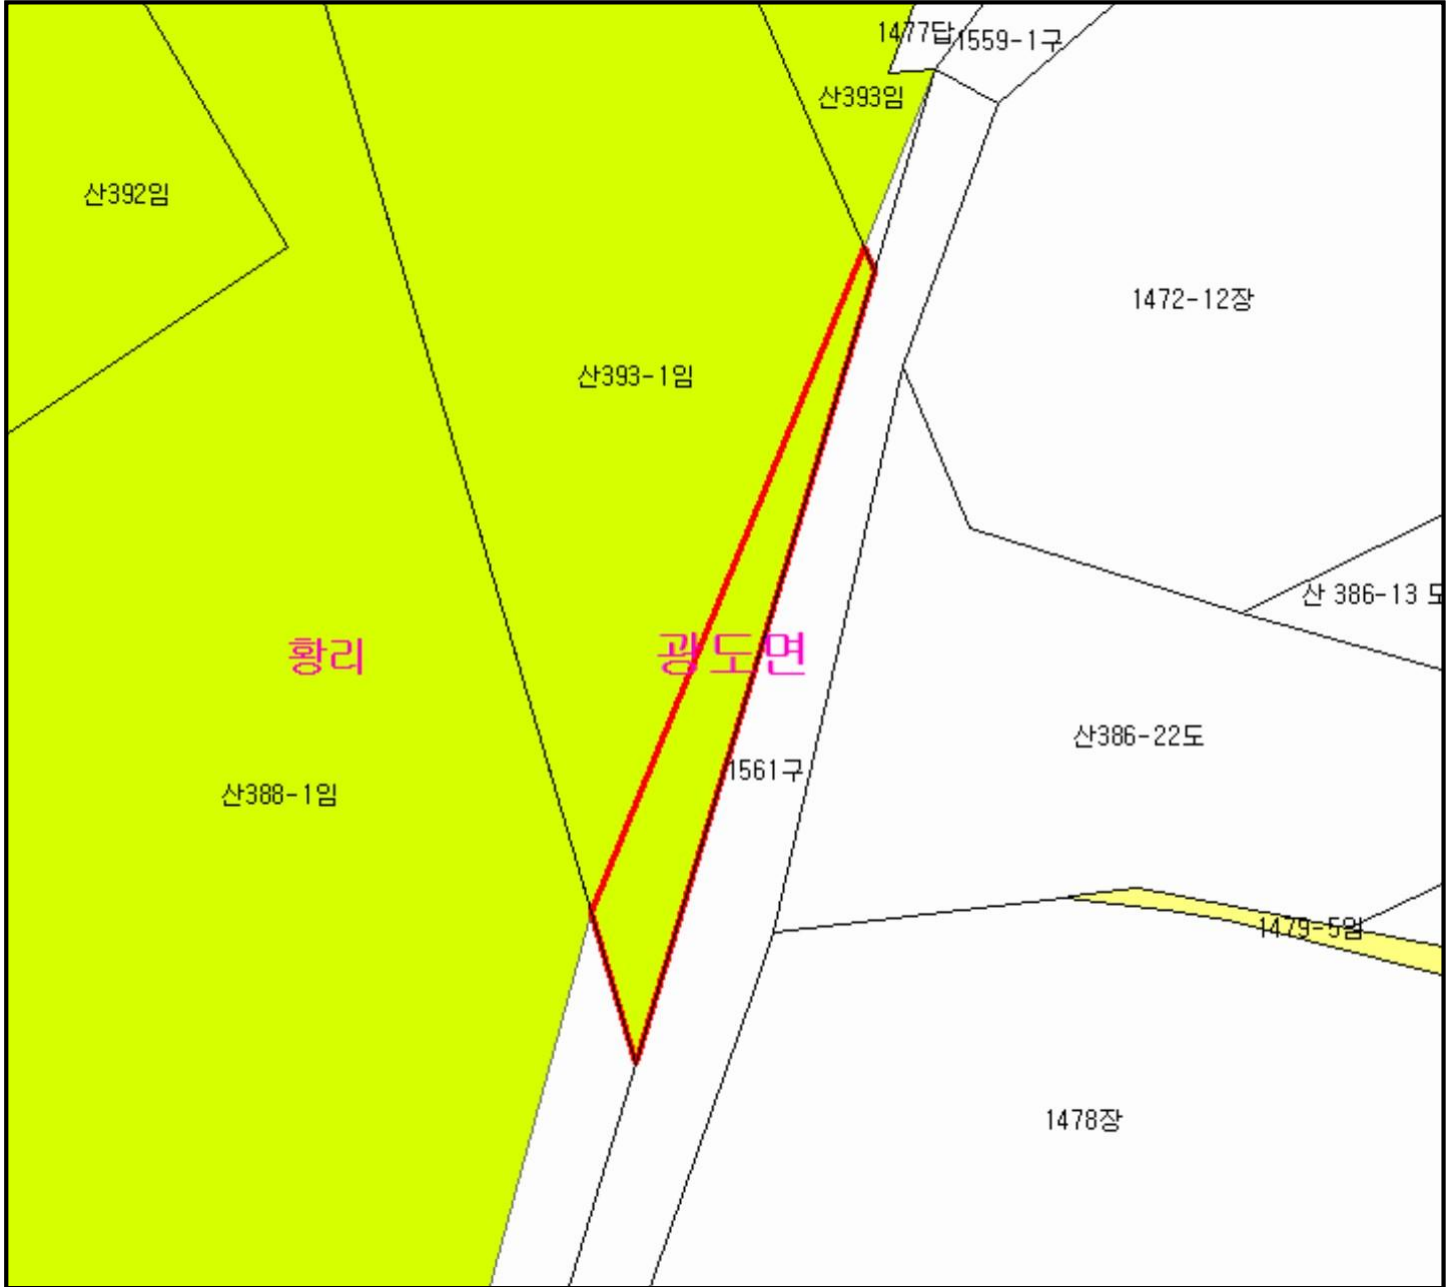 1477답
1559-1구
산393임
산392임
1472-12장
산393-1임
산 386-13 도
황리
광도면
산386-22도
1561구
산388-1임
1479-5임
1478장